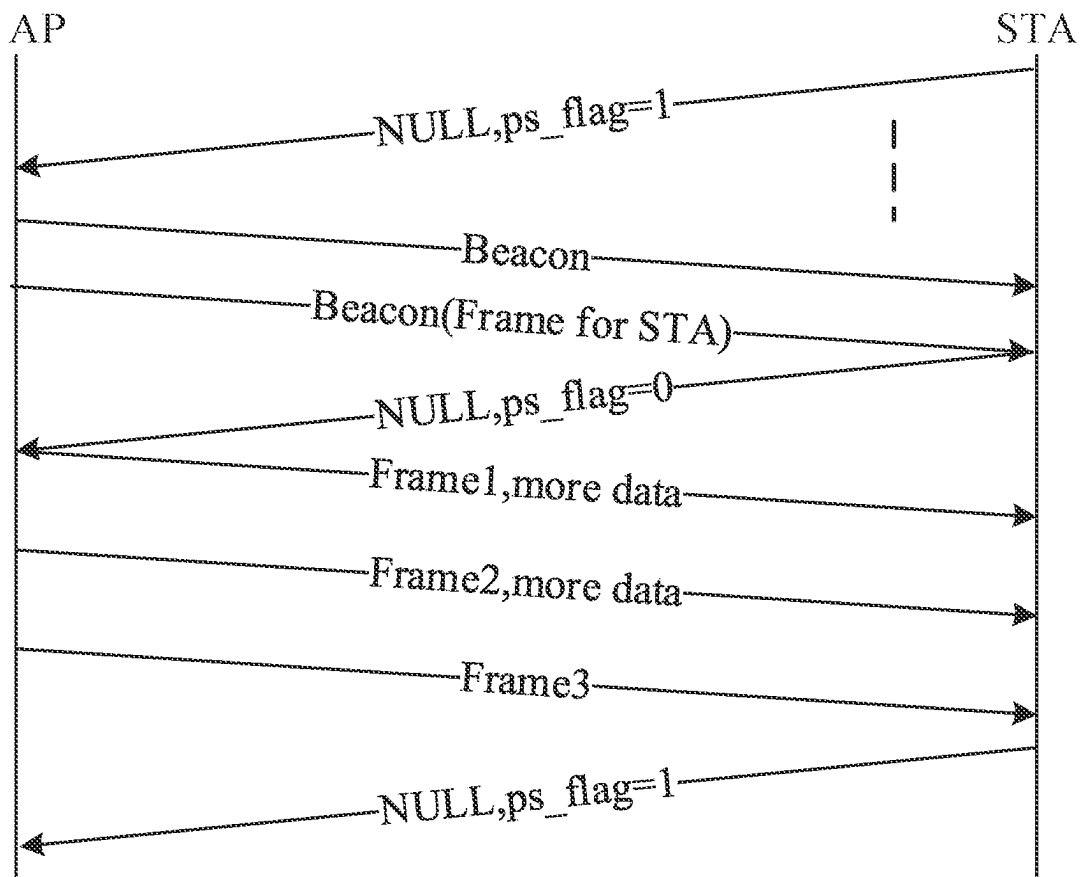 AP
STA
NULL,ps_flag=1
Beacon
Beacon(Frame for STA)
NULL,ps_flag=0
Frame1,more data
Frame2,more data
Frame3
NULL,ps_flag=1